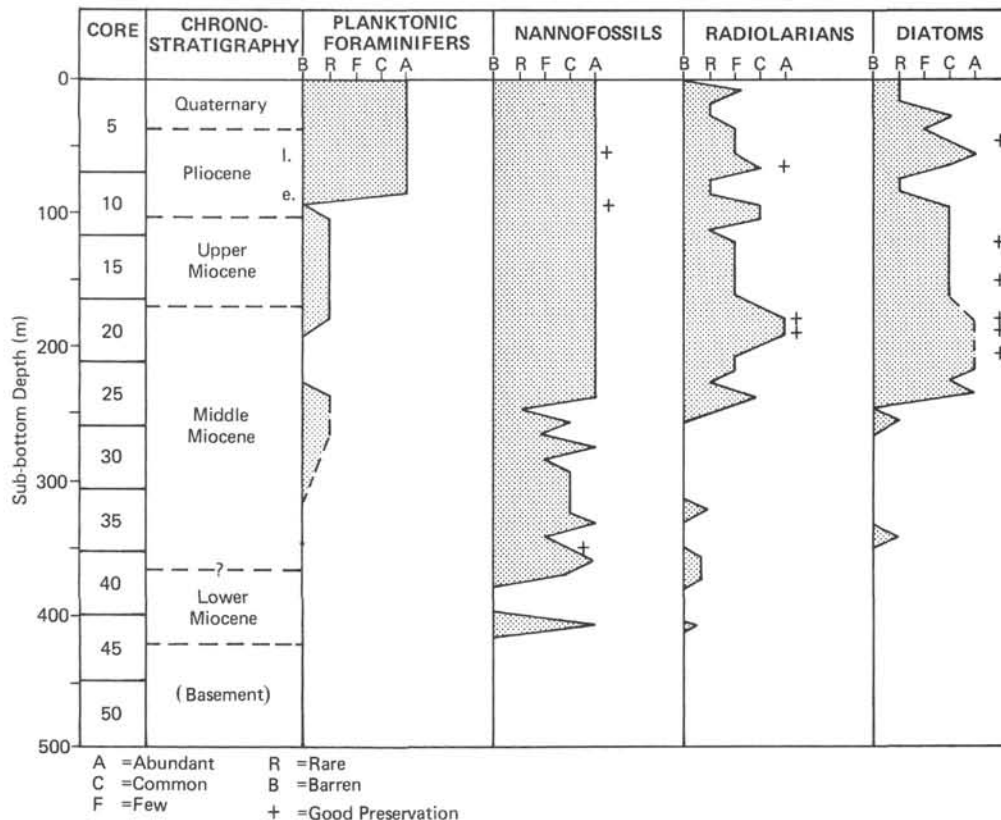 CORE
CHRONO-
STRATIGRAPHY
PLANKTONIC
FORAMINIFERS
NANNOFOSSILS
RADIOLARIANS
DIATOMS
B R F C A
B R F C A
B R F C A
B R F C A
Sub-bottom Depth (m)
0
100
200
300
400
500
5
10
15
20
25
30
35
40
45
50
Quaternary
Pliocene
l.
e.
Upper
Miocene
Middle
Miocene
?
Lower
Miocene
(Basement)
+
+
+
+
+
+
+
+
+
+
+
+
A =Abundant
C =Common
F =Few
R =Rare
B =Barren
+ =Good Preservation